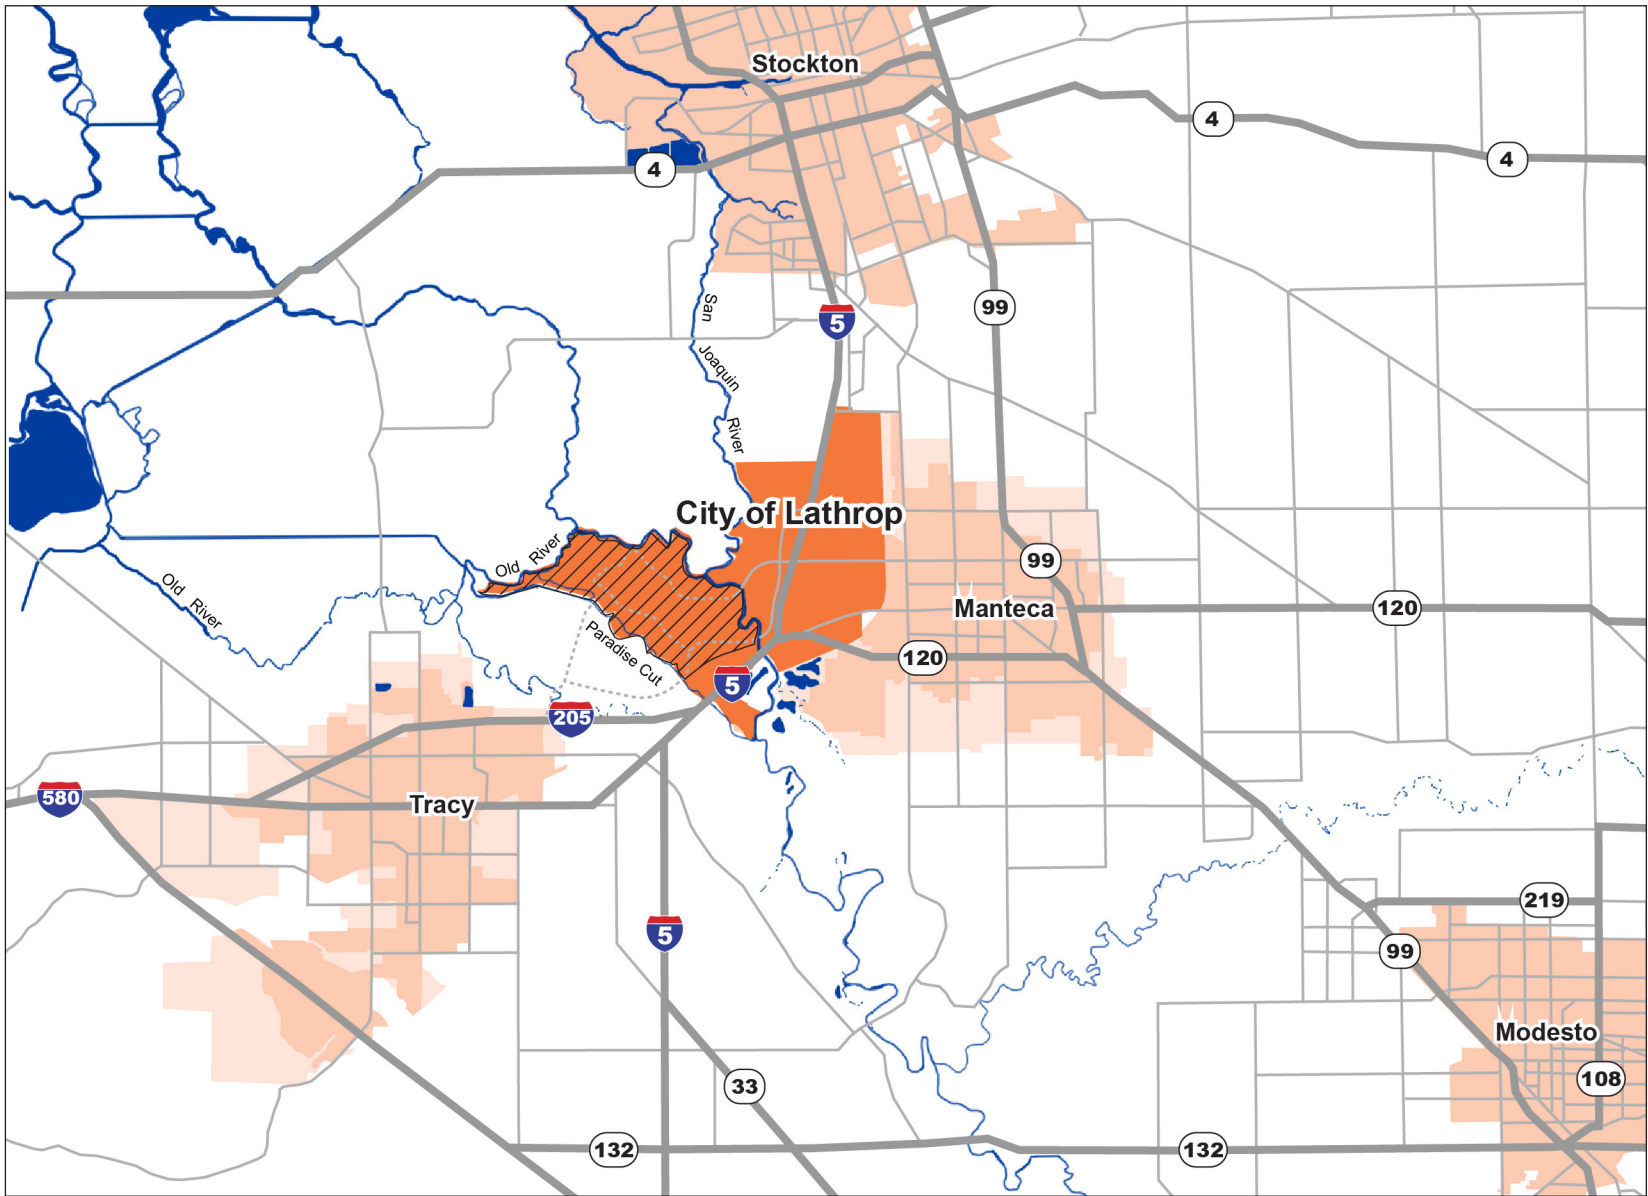 Stockton
4
4
4
San
Joaquin
River
5
99
City of Lathrop
Old River
99
Old River
Manteca
120
Paradise Cut
120
5
205
580
Tracy
219
5
99
Modesto
33
108
132
132